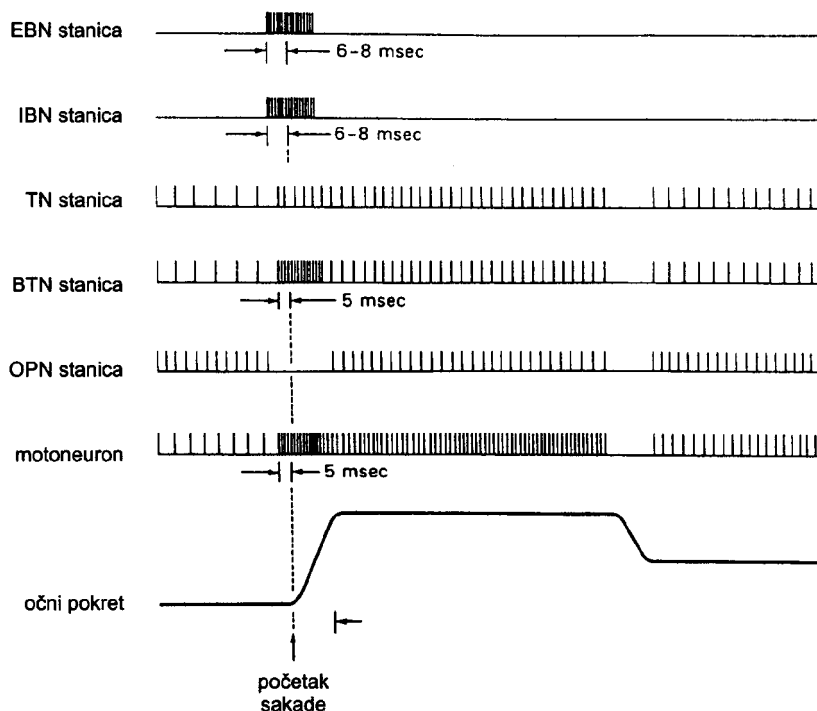 EBN stanica
6-8 msec
IBN stanica
6-8 msec
TN stanica
BTN stanica
5 msec
OPN stanica
motoneuron
5 msec
očni pokret
početak
sakade